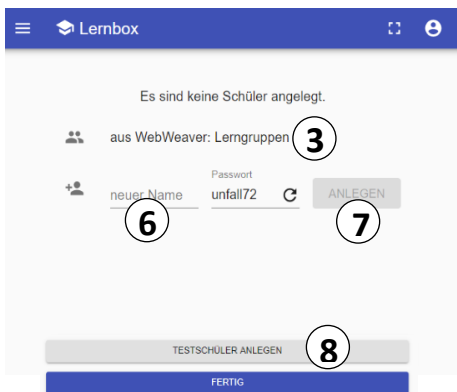 Lernbox
Es sind keine Schüler angelegt.
aus WebWeaver: Lerngruppen 3
Passwort
neuer Name unfall72 ANLEGEN
6 7
TESTSCHÜLER ANLEGEN 8
FERTIG